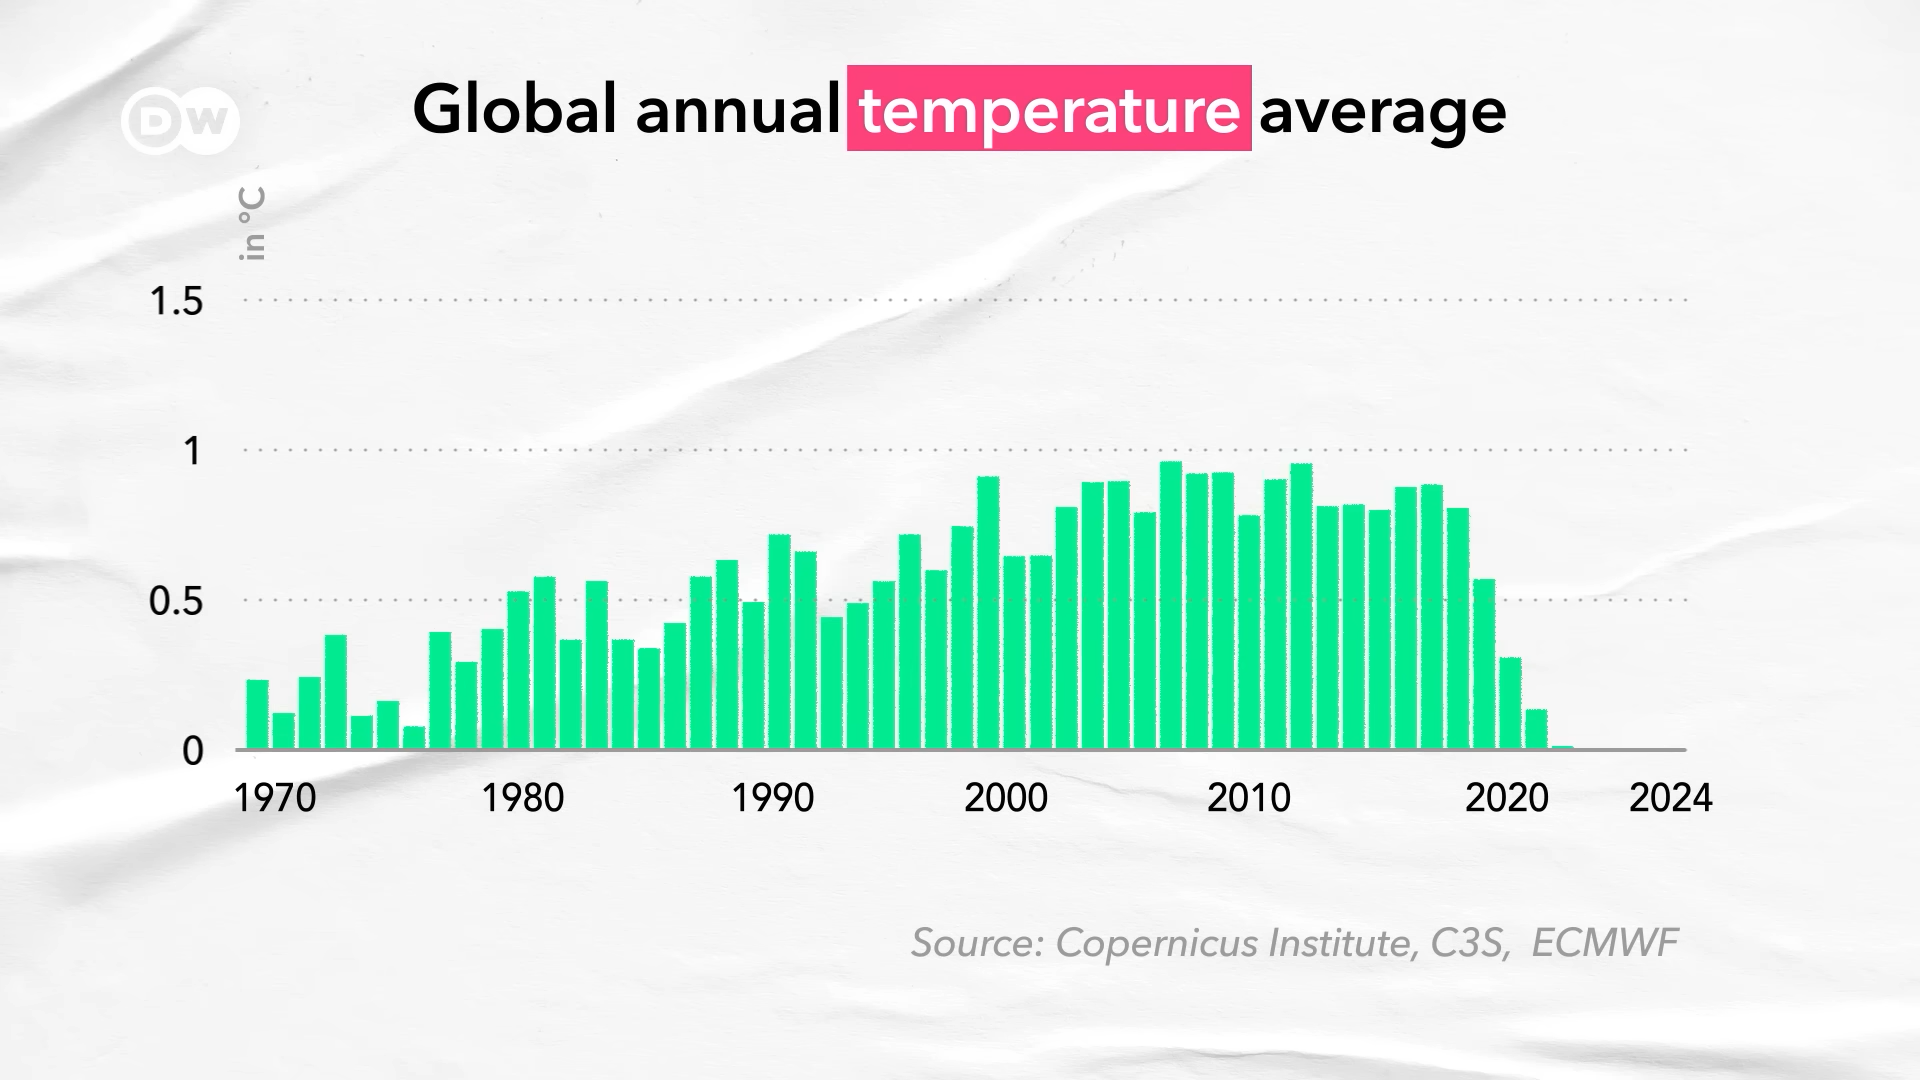 DW
Global annual temperature average
in °C
1.5
1
0.5
0
1970 1980 1990 2000 2010 2020 2024
Source: Copernicus Institute, C3S, ECMWF